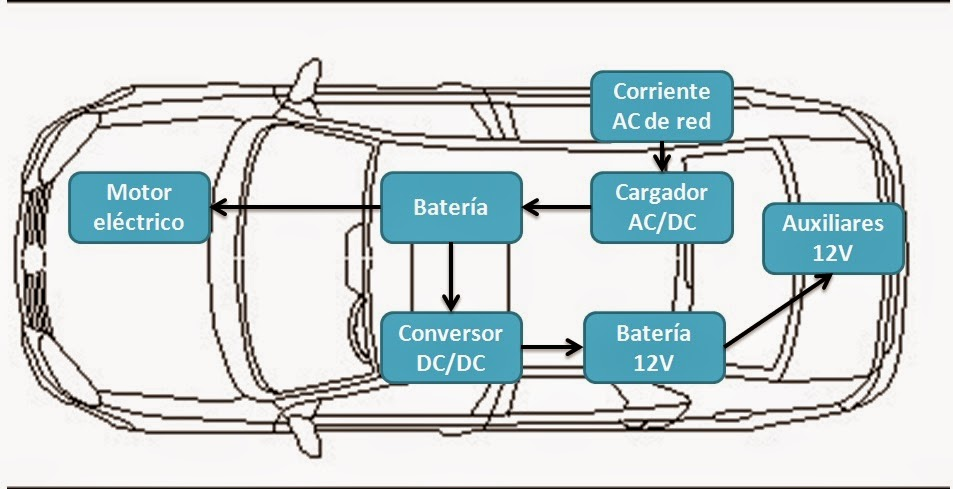 Corriente
AC de red
Motor
eléctrico
Batería
Cargador
AC/DC
Auxiliares
12V
Conversor
DC/DC
Batería
12V